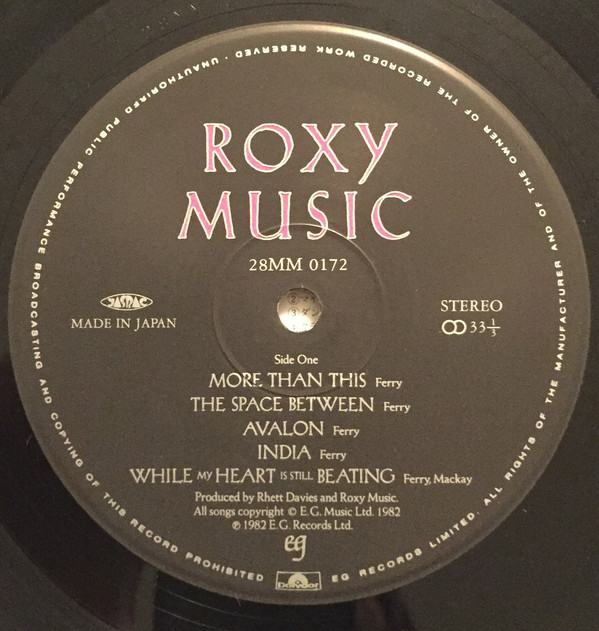 ROXY
MUSIC
28MM 0172
JASRAC
MADE IN JAPAN
STEREO
33⅓
Side One
MORE THAN THIS Ferry
THE SPACE BETWEEN Ferry
AVALON Ferry
INDIA Ferry
WHILE MY HEART IS STILL BEATING Ferry, Mackay
Produced by Rhett Davies and Roxy Music.
All songs copyright © E.G. Music Ltd. 1982
℗ 1982 E.G. Records Ltd.
eg
Polydor
EG RECORDS LIMITED. ALL RIGHTS OF THE MANUFACTURER AND OF THE OWNER OF THE RECORDED WORK RESERVED · UNAUTHORIZED PUBLIC PERFORMANCE BROADCASTING AND COPYING OF THIS RECORD PROHIBITED